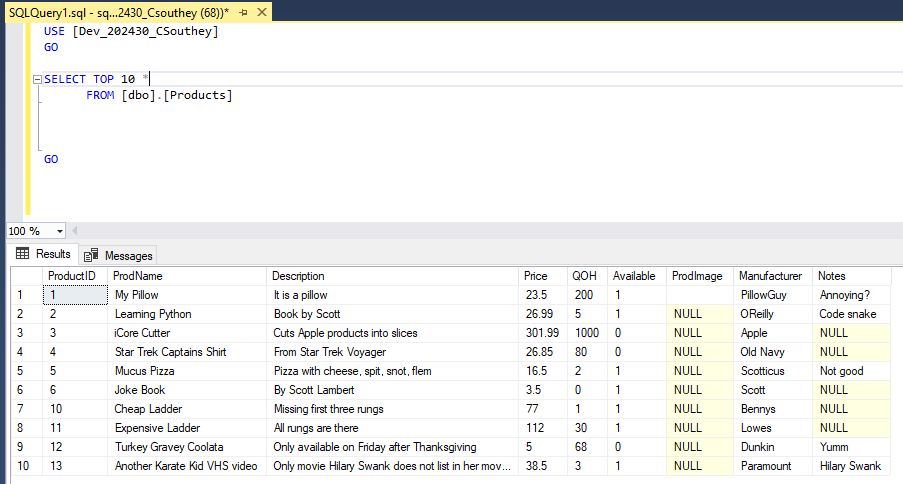 SQLQuery1.sql - sq...2430_CSouthey (68))*
USE [Dev_202430_CSouthey]
GO
SELECT TOP 10 *
FROM [dbo].[Products]
GO
100 %
Results Messages
ProductID ProdName Description Price QOH Available ProdImage Manufacturer Notes
1 1 My Pillow It is a pillow 23.5 200 1 PillowGuy Annoying?
2 2 Learning Python Book by Scott 26.99 5 1 NULL OReilly Code snake
3 3 iCore Cutter Cuts Apple products into slices 301.99 1000 0 NULL Apple NULL
4 4 Star Trek Captains Shirt From Star Trek Voyager 26.85 80 0 NULL Old Navy NULL
5 5 Mucus Pizza Pizza with cheese, spit, snot, flem 16.5 2 1 NULL Scotticus Not good
6 6 Joke Book By Scott Lambert 3.5 0 1 NULL Scott NULL
7 10 Cheap Ladder Missing first three rungs 77 1 1 NULL Bennys NULL
8 11 Expensive Ladder All rungs are there 112 30 1 NULL Lowes NULL
9 12 Turkey Gravey Coolata Only available on Friday after Thanksgiving 5 68 0 NULL Dunkin Yumm
10 13 Another Karate Kid VHS video Only movie Hilary Swank does not list in her mov... 38.5 3 1 NULL Paramount Hilary Swank